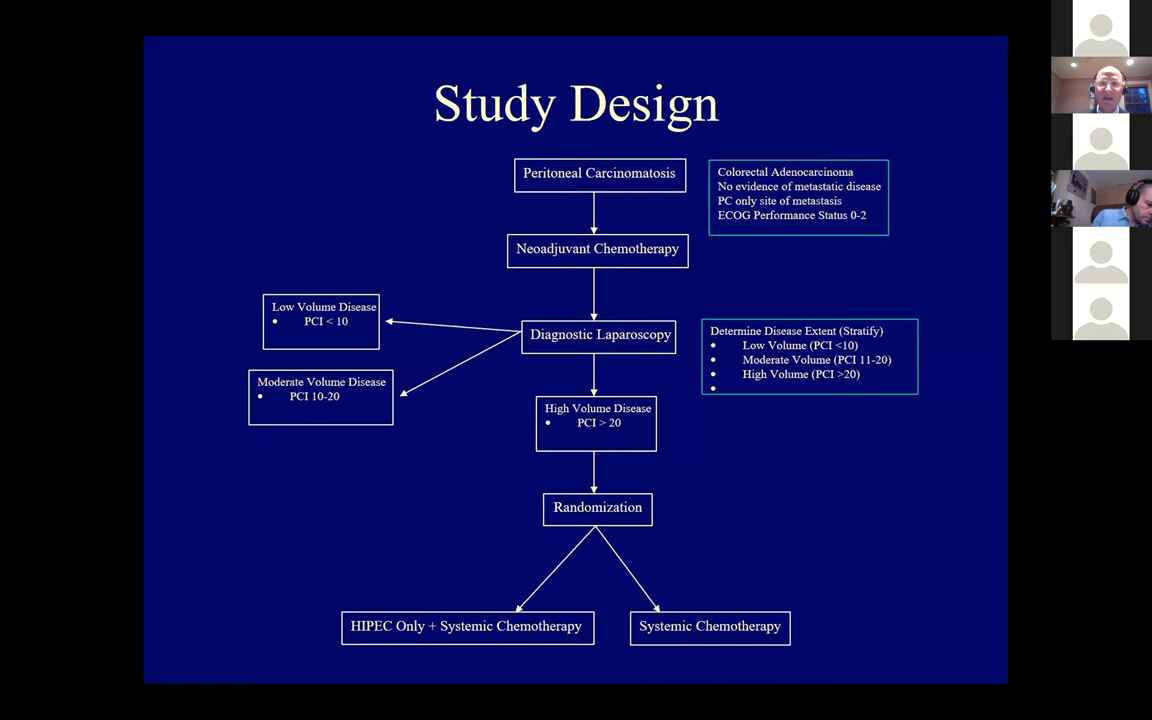 Study Design
Peritoneal Carcinomatosis
Colorectal Adenocarcinoma
No evidence of metastatic disease
PC only site of metastasis
ECOG Performance Status 0-2
Neoadjuvant Chemotherapy
Low Volume Disease
• PCI < 10
Diagnostic Laparoscopy
Determine Disease Extent (Stratify)
• Low Volume (PCI <10)
• Moderate Volume (PCI 11-20)
• High Volume (PCI >20)
•
Moderate Volume Disease
• PCI 10-20
High Volume Disease
• PCI > 20
Randomization
HIPEC Only + Systemic Chemotherapy
Systemic Chemotherapy